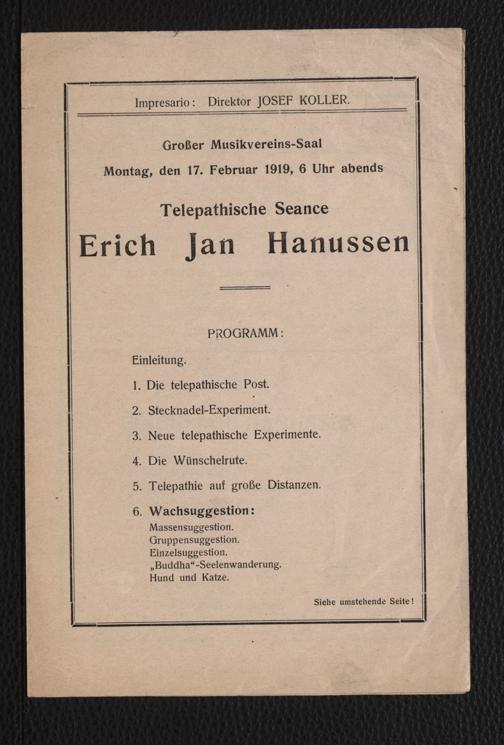 Impresario: Direktor JOSEF KOLLER.
Großer Musikvereins-Saal
Montag, den 17. Februar 1919, 6 Uhr abends
Telepathische Seance
Erich Jan Hanussen
PROGRAMM:
Einleitung.
1. Die telepathische Post.
2. Stecknadel-Experiment.
3. Neue telepathische Experimente.
4. Die Wünschelrute.
5. Telepathie auf große Distanzen.
6. Wachsuggestion:
Massensuggestion.
Gruppensuggestion.
Einzelsuggestion.
„Buddha“-Seelenwanderung.
Hund und Katze.
Siehe umstehende Seite!